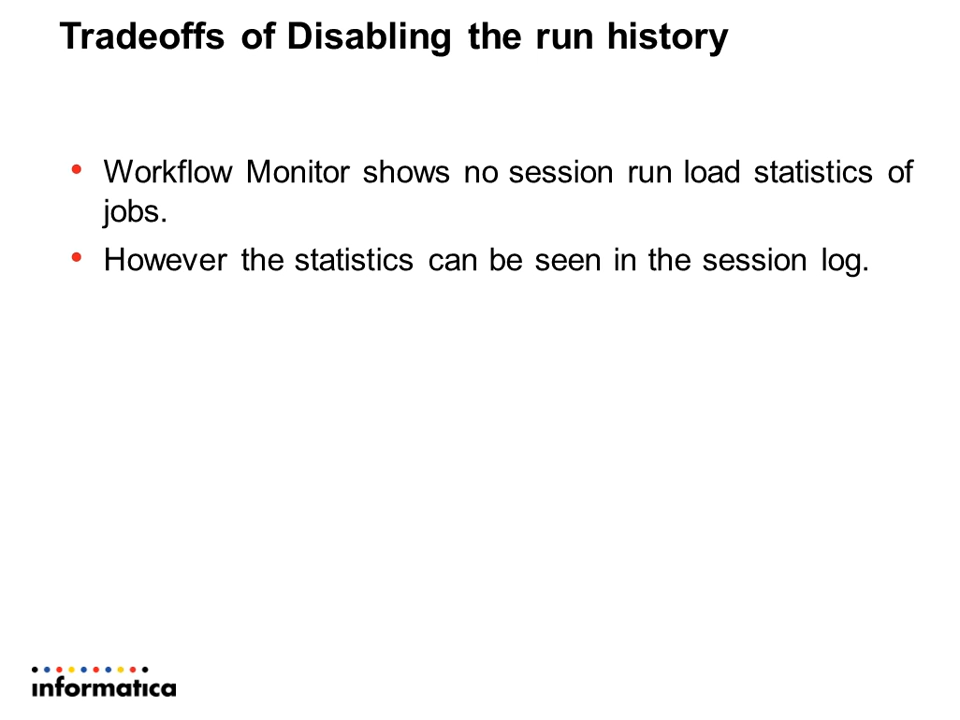 Tradeoffs of Disabling the run history
• Workflow Monitor shows no session run load statistics of
jobs.
• However the statistics can be seen in the session log.
informatica